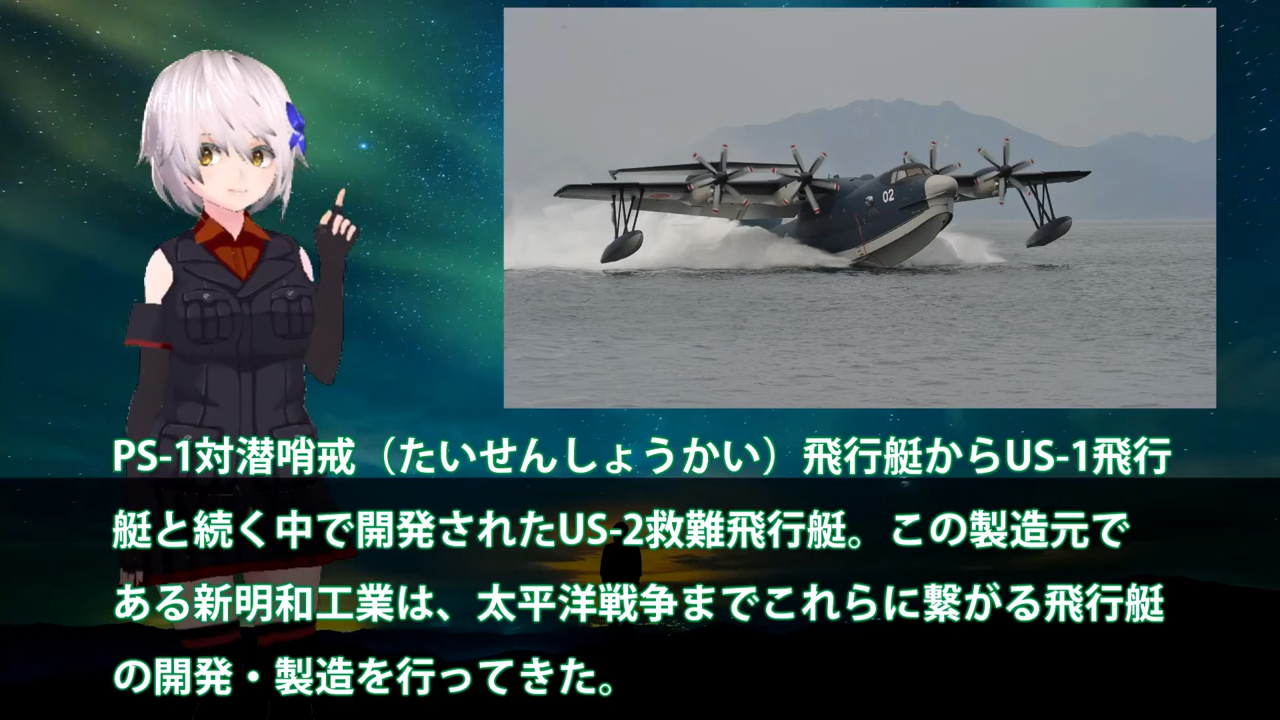 02
PS-1対潜哨戒（たいせんしょうかい）飛行艇からUS-1飛行
艇と続く中で開発されたUS-2救難飛行艇。この製造元で
ある新明和工業は、太平洋戦争までこれらに繋がる飛行艇
の開発・製造を行ってきた。